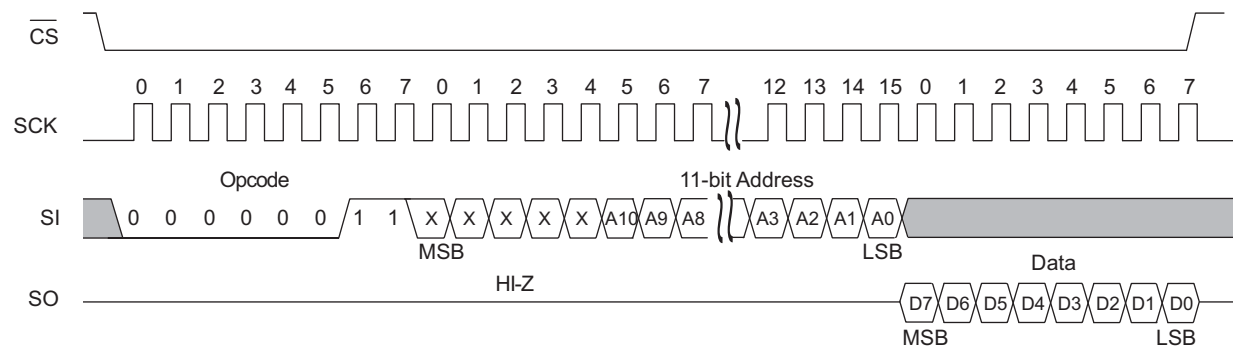 CS
0 1 2 3 4 5 6 7 0 1 2 3 4 5 6 7 12 13 14 15 0 1 2 3 4 5 6 7
SCK
Opcode 11-bit Address
SI 0 0 0 0 0 0 1 1 X X X X X A10 A9 A8 A3 A2 A1 A0
MSB LSB
HI-Z Data
SO D7 D6 D5 D4 D3 D2 D1 D0
MSB LSB